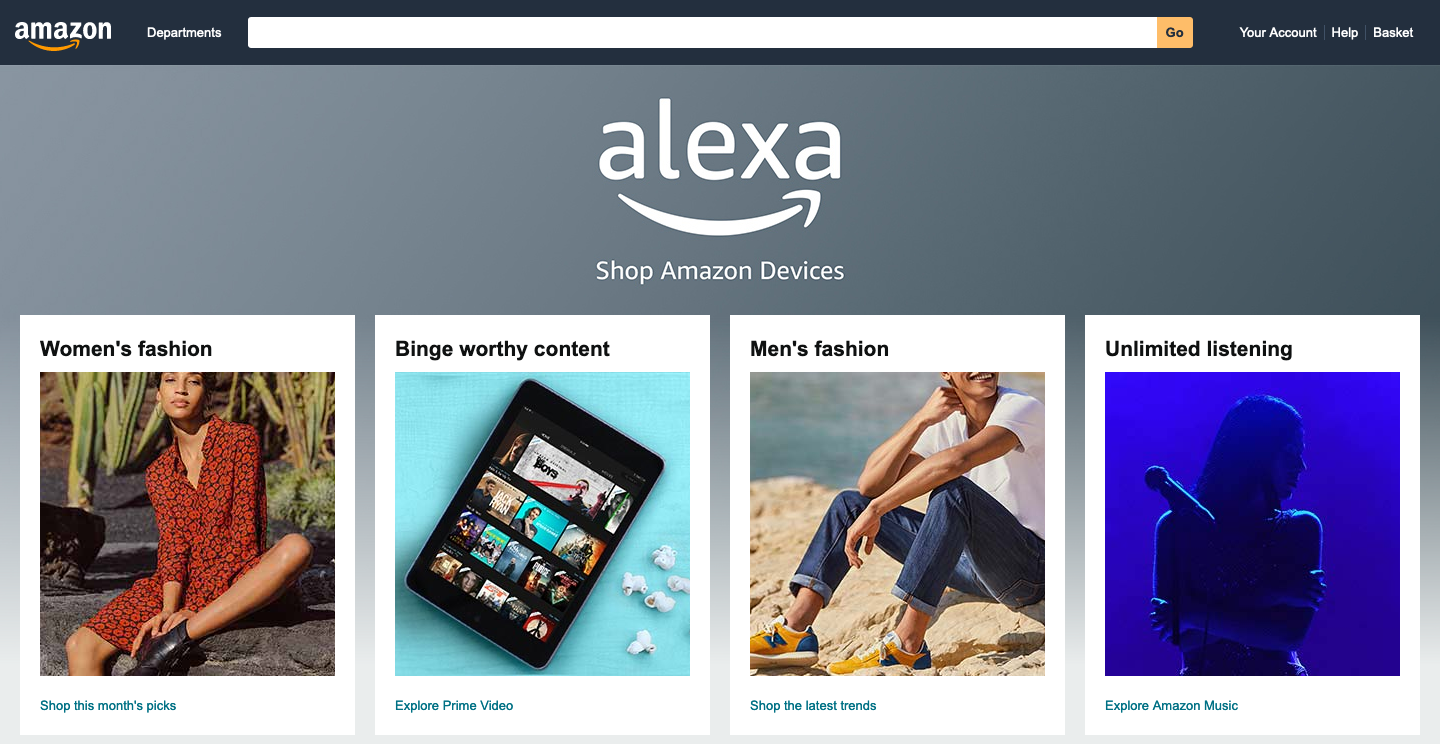 amazon
Departments
Go
Your Account
Help
Basket
alexa
Shop Amazon Devices
Women's fashion
Binge worthy content
Men's fashion
Unlimited listening
THE BOYS
JACK RYAN
Shop this month's picks
Explore Prime Video
Shop the latest trends
Explore Amazon Music